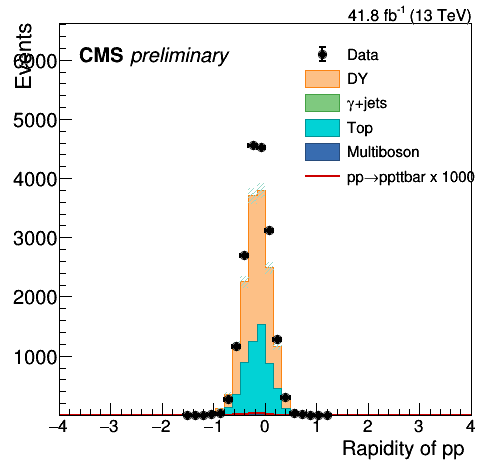 41.8 fb⁻¹ (13 TeV)
Events
CMS preliminary
Data
DY
γ+jets
Top
Multiboson
pp→ppttbar x 1000
6000
5000
4000
3000
2000
1000
−4 −3 −2 −1 0 1 2 3 4
Rapidity of pp